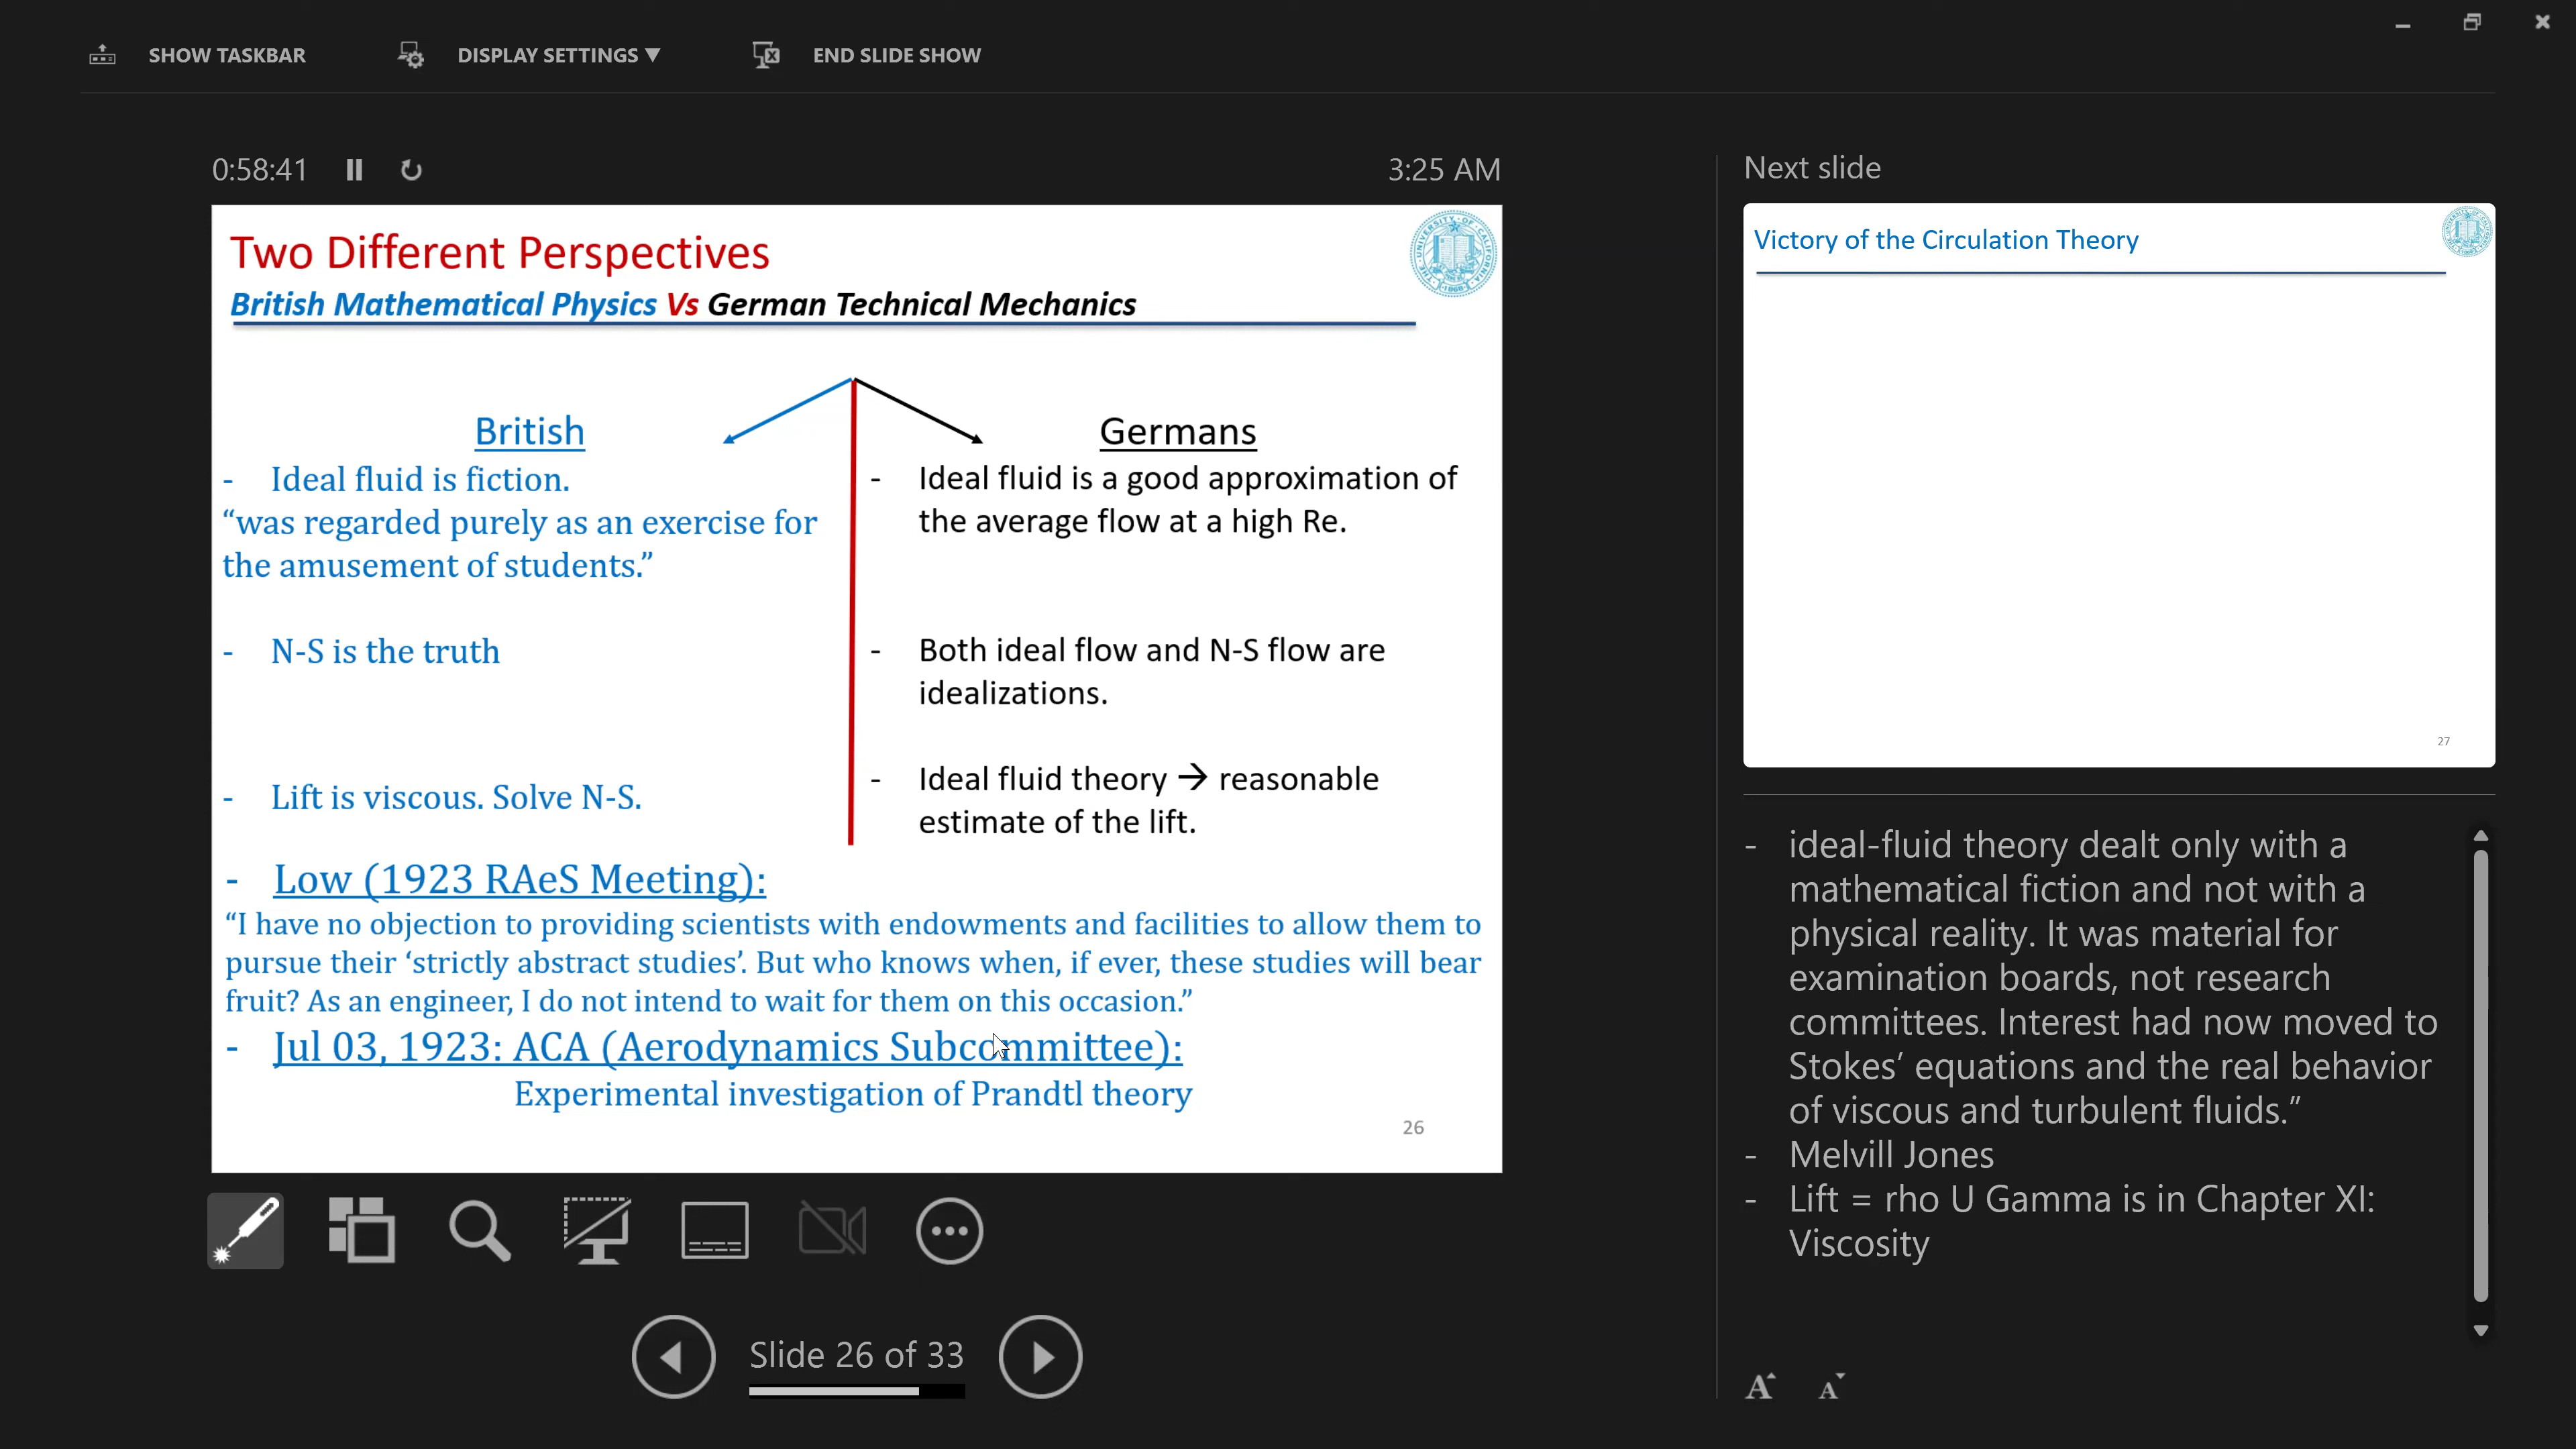 SHOW TASKBAR
DISPLAY SETTINGS ▼
END SLIDE SHOW
0:58:41
3:25 AM
Two Different Perspectives
British Mathematical Physics Vs German Technical Mechanics
British
- Ideal fluid is fiction.
“was regarded purely as an exercise for
the amusement of students.”
- N-S is the truth
- Lift is viscous. Solve N-S.
Germans
- Ideal fluid is a good approximation of
the average flow at a high Re.
- Both ideal flow and N-S flow are
idealizations.
- Ideal fluid theory → reasonable
estimate of the lift.
- Low (1923 RAeS Meeting):
“I have no objection to providing scientists with endowments and facilities to allow them to
pursue their ‘strictly abstract studies’. But who knows when, if ever, these studies will bear
fruit? As an engineer, I do not intend to wait for them on this occasion.”
- Jul 03, 1923: ACA (Aerodynamics Subcommittee):
Experimental investigation of Prandtl theory
26
Slide 26 of 33
Next slide
Victory of the Circulation Theory
27
- ideal-fluid theory dealt only with a
mathematical fiction and not with a
physical reality. It was material for
examination boards, not research
committees. Interest had now moved to
Stokes’ equations and the real behavior
of viscous and turbulent fluids.”
- Melvill Jones
- Lift = rho U Gamma is in Chapter XI:
Viscosity
A A